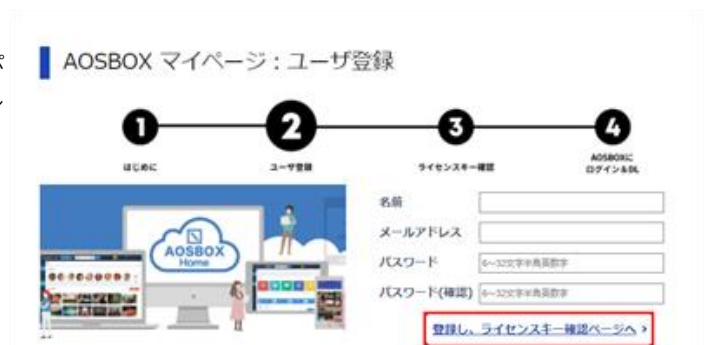 AOSBOX マイページ:ユーザ登録
1
2
3
4
はじめに
ユーザ登録
ライセンスキー確認
AOSBOXに
ログイン&DL
AOSBOX
Home
名前
メールアドレス
パスワード
6~32文字半角英数字
パスワード(確認)
6~32文字半角英数字
登録し、ライセンスキー確認ページへ ›